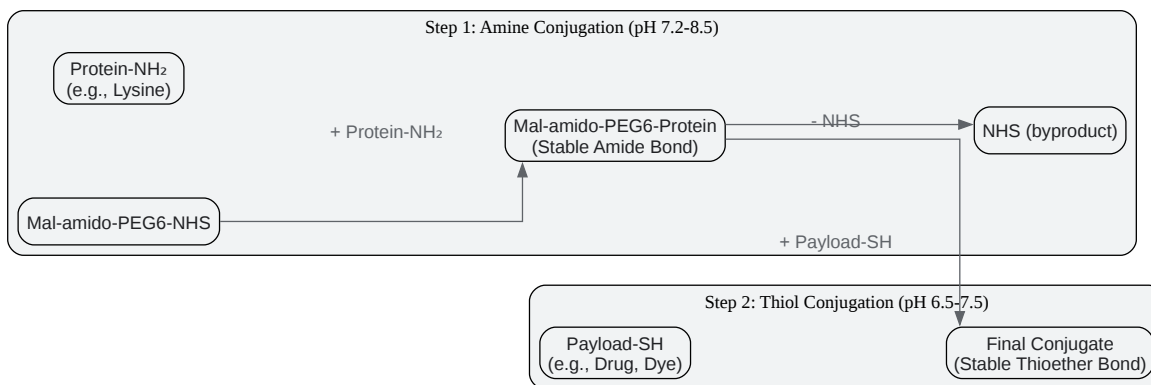 Step 1: Amine Conjugation (pH 7.2-8.5)
Protein-NH₂
(e.g., Lysine)
+ Protein-NH₂
Mal-amido-PEG6-Protein
(Stable Amide Bond)
- NHS
NHS (byproduct)
Mal-amido-PEG6-NHS
+ Payload-SH
Step 2: Thiol Conjugation (pH 6.5-7.5)
Payload-SH
(e.g., Drug, Dye)
Final Conjugate
(Stable Thioether Bond)